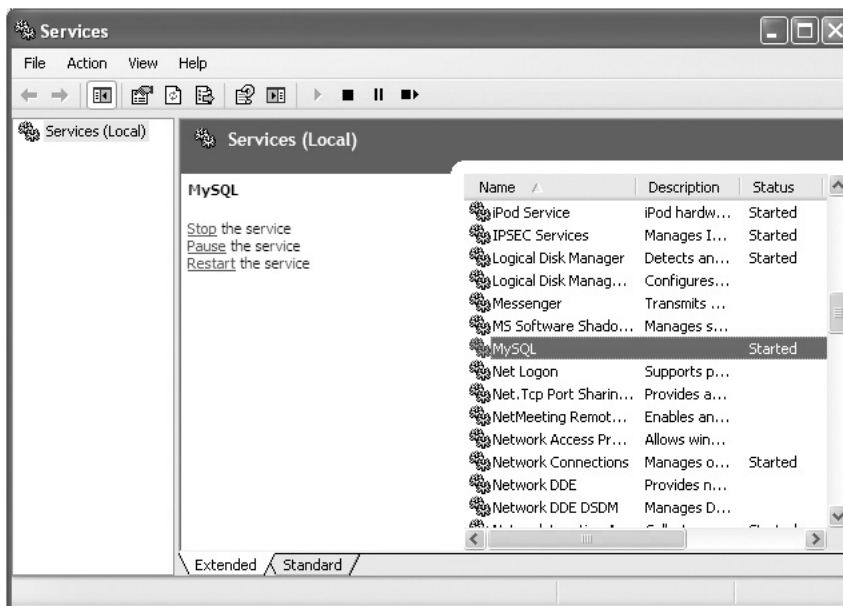 Services
File Action View Help
Services (Local)
Services (Local)
MySQL
Stop the service
Pause the service
Restart the service
Name Description Status
iPod Service iPod hardw... Started
IPSEC Services Manages I... Started
Logical Disk Manager Detects an... Started
Logical Disk Manag... Configures...
Messenger Transmits ...
MS Software Shado... Manages s...
MySQL Started
Net Logon Supports p...
Net.Tcp Port Sharin... Provides a...
NetMeeting Remot... Enables an...
Network Access Pr... Allows win...
Network Connections Manages o... Started
Network DDE Provides n...
Network DDE DSDM Manages D...
Extended Standard